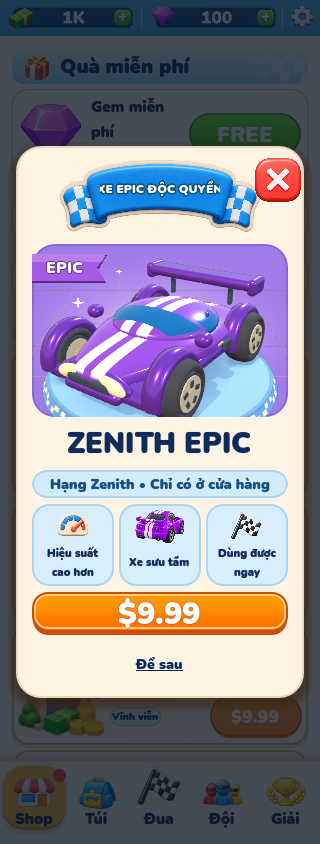 1K
100
Quà miễn phí
Gem miễn
phí
FREE
XE EPIC ĐỘC QUYỀN
EPIC
ZENITH EPIC
Hạng Zenith • Chỉ có ở cửa hàng
Hiệu suất
cao hơn
Xe sưu tầm
Dùng được
ngay
$9.99
Để sau
Vĩnh viễn
$9.99
Shop
Túi
Đua
Đội
Giải